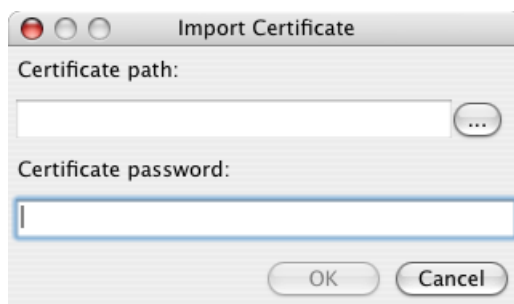 Import Certificate
Certificate path:
...
Certificate password:
OK Cancel